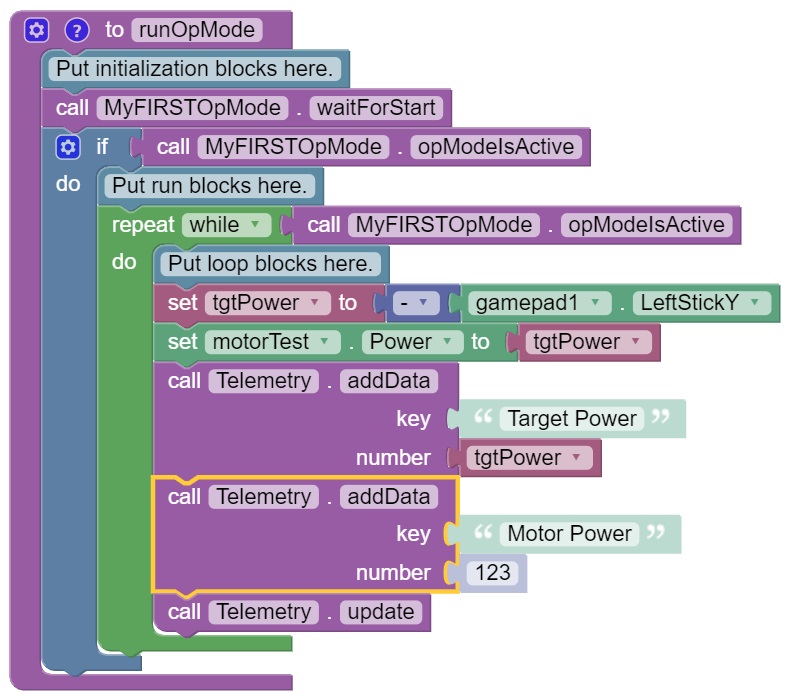 ? to runOpMode
Put initialization blocks here.
call MyFIRSTOpMode . waitForStart
if call MyFIRSTOpMode . opModeIsActive
do Put run blocks here.
repeat while call MyFIRSTOpMode . opModeIsActive
do Put loop blocks here.
set tgtPower to - gamepad1 . LeftStickY
set motorTest . Power to tgtPower
call Telemetry . addData
key “ Target Power ”
number tgtPower
call Telemetry . addData
key “ Motor Power ”
number 123
call Telemetry . update